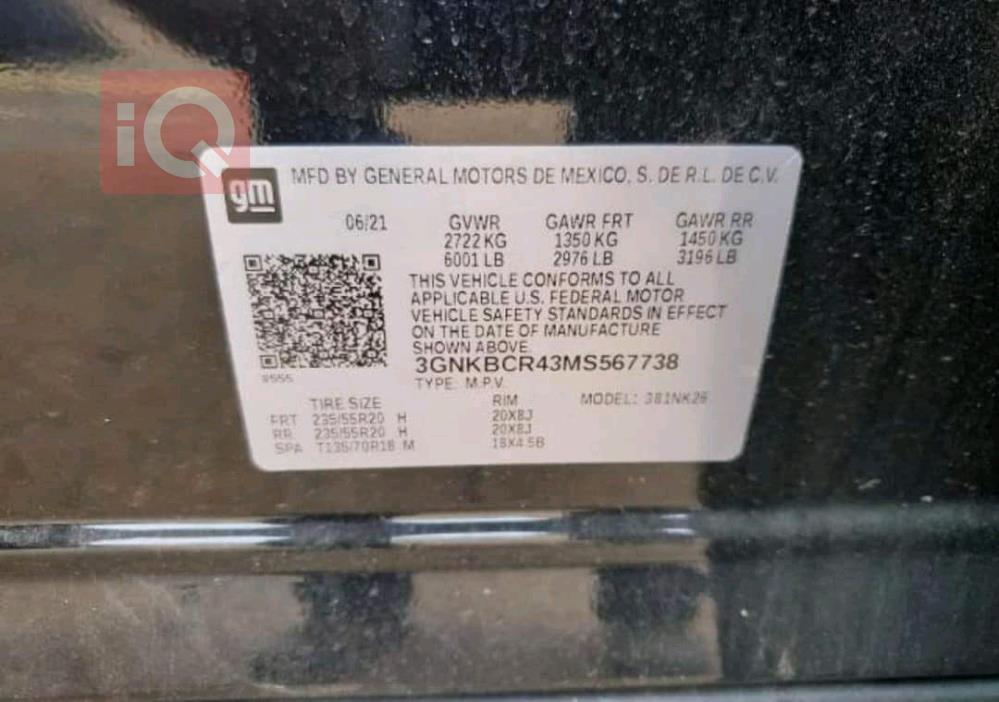 iQ
gm
MFD BY GENERAL MOTORS DE MEXICO, S. DE R.L. DE C.V.
06/21 GVWR GAWR FRT GAWR RR
2722 KG 1350 KG 1450 KG
6001 LB 2976 LB 3196 LB
THIS VEHICLE CONFORMS TO ALL
APPLICABLE U.S. FEDERAL MOTOR
VEHICLE SAFETY STANDARDS IN EFFECT
ON THE DATE OF MANUFACTURE
SHOWN ABOVE.
3GNKBCR43MS567738
#555 TYPE: M.P.V.
TIRE SIZE RIM MODEL: 381NK26
FRT 235/55R20 H 20X8J
RR 235/55R20 H 20X8J
SPA T135/70R18 M 18X4.5B